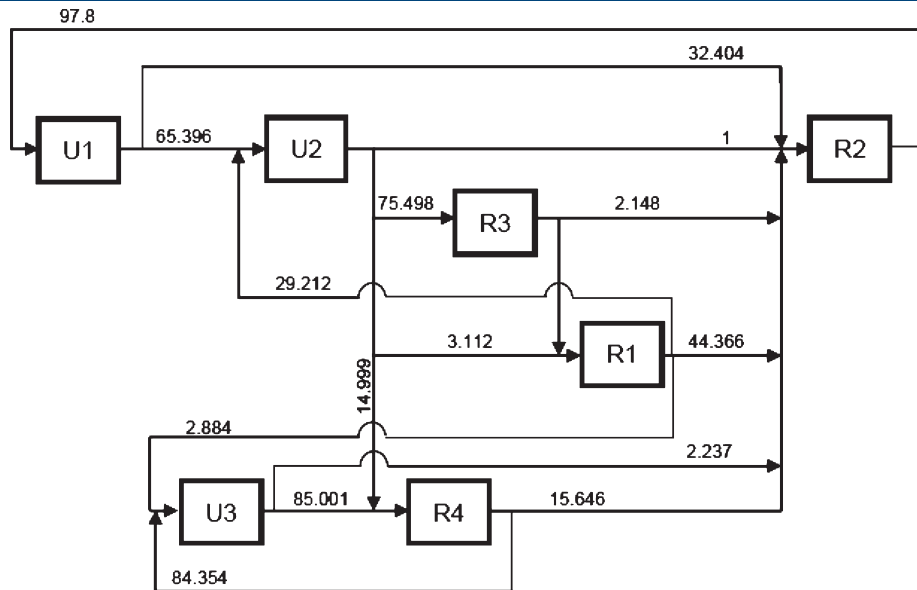 97.8
32.404
U1
65.396
U2
1
R2
75.498
R3
2.148
29.212
3.112
R1
44.366
14.999
2.884
2.237
U3
85.001
R4
15.646
84.354